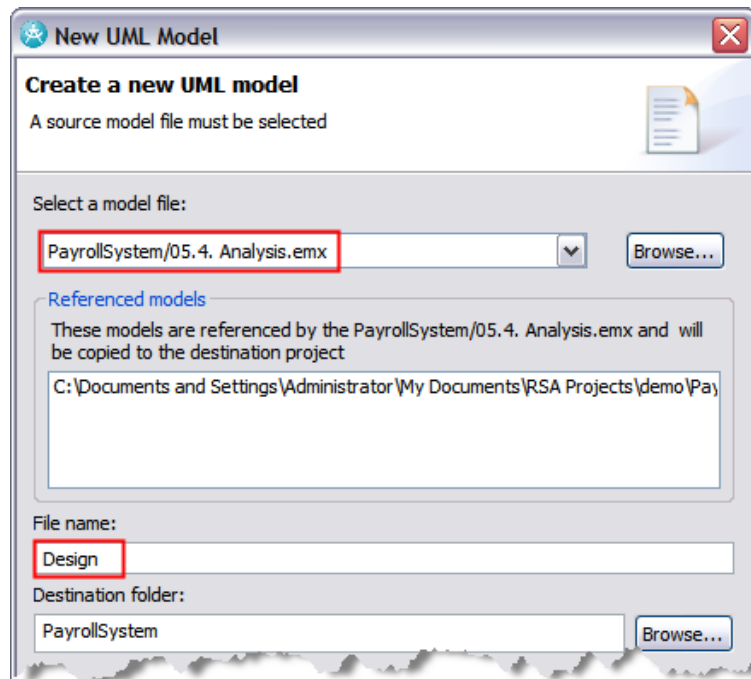 New UML Model
Create a new UML model
A source model file must be selected
Select a model file:
PayrollSystem/05.4. Analysis.emx
Browse...
Referenced models
These models are referenced by the PayrollSystem/05.4. Analysis.emx and will
be copied to the destination project
C:\Documents and Settings\Administrator\My Documents\RSA Projects\demo\Pay
File name:
Design
Destination folder:
PayrollSystem
Browse...